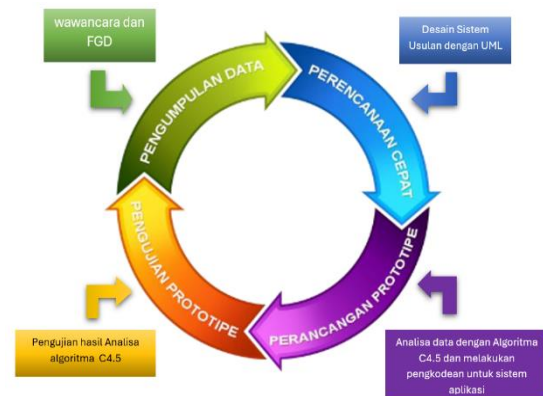 wawancara dan
FGD
Desain Sistem
Usulan dengan UML
PENGUMPULAN DATA
PERENCANAAN CEPAT
PENGUJIAN PROTOTIPE
PERANCANGAN PROTOTIPE
Pengujian hasil Analisa
algoritma C4.5
Analisa data dengan Algoritma
C4.5 dan melakukan
pengkodean untuk sistem
aplikasi